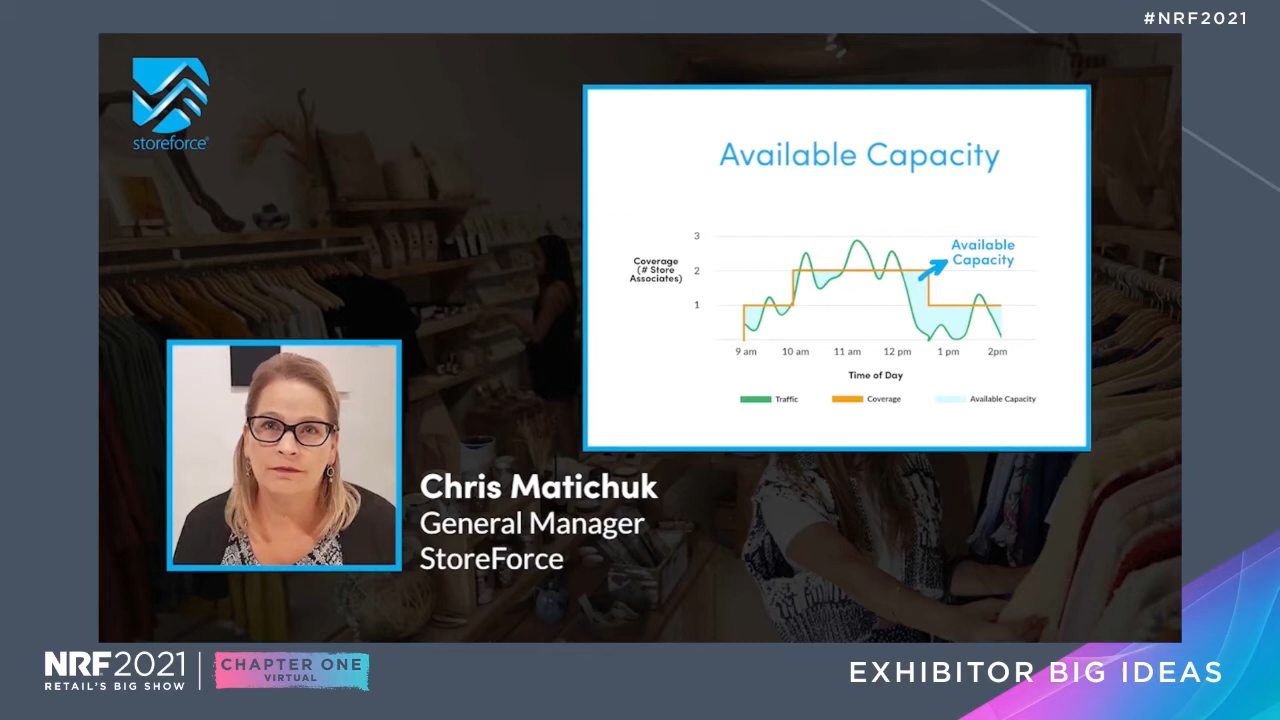 #NRF2021
storeforce®
Available Capacity
3
2
1
Coverage
(# Store
Associates)
Available
Capacity
9 am 10 am 11 am 12 pm 1 pm 2pm
Time of Day
Traffic Coverage Available Capacity
Chris Matichuk
General Manager
StoreForce
NRF2021
RETAIL'S BIG SHOW
CHAPTER ONE
VIRTUAL
EXHIBITOR BIG IDEAS